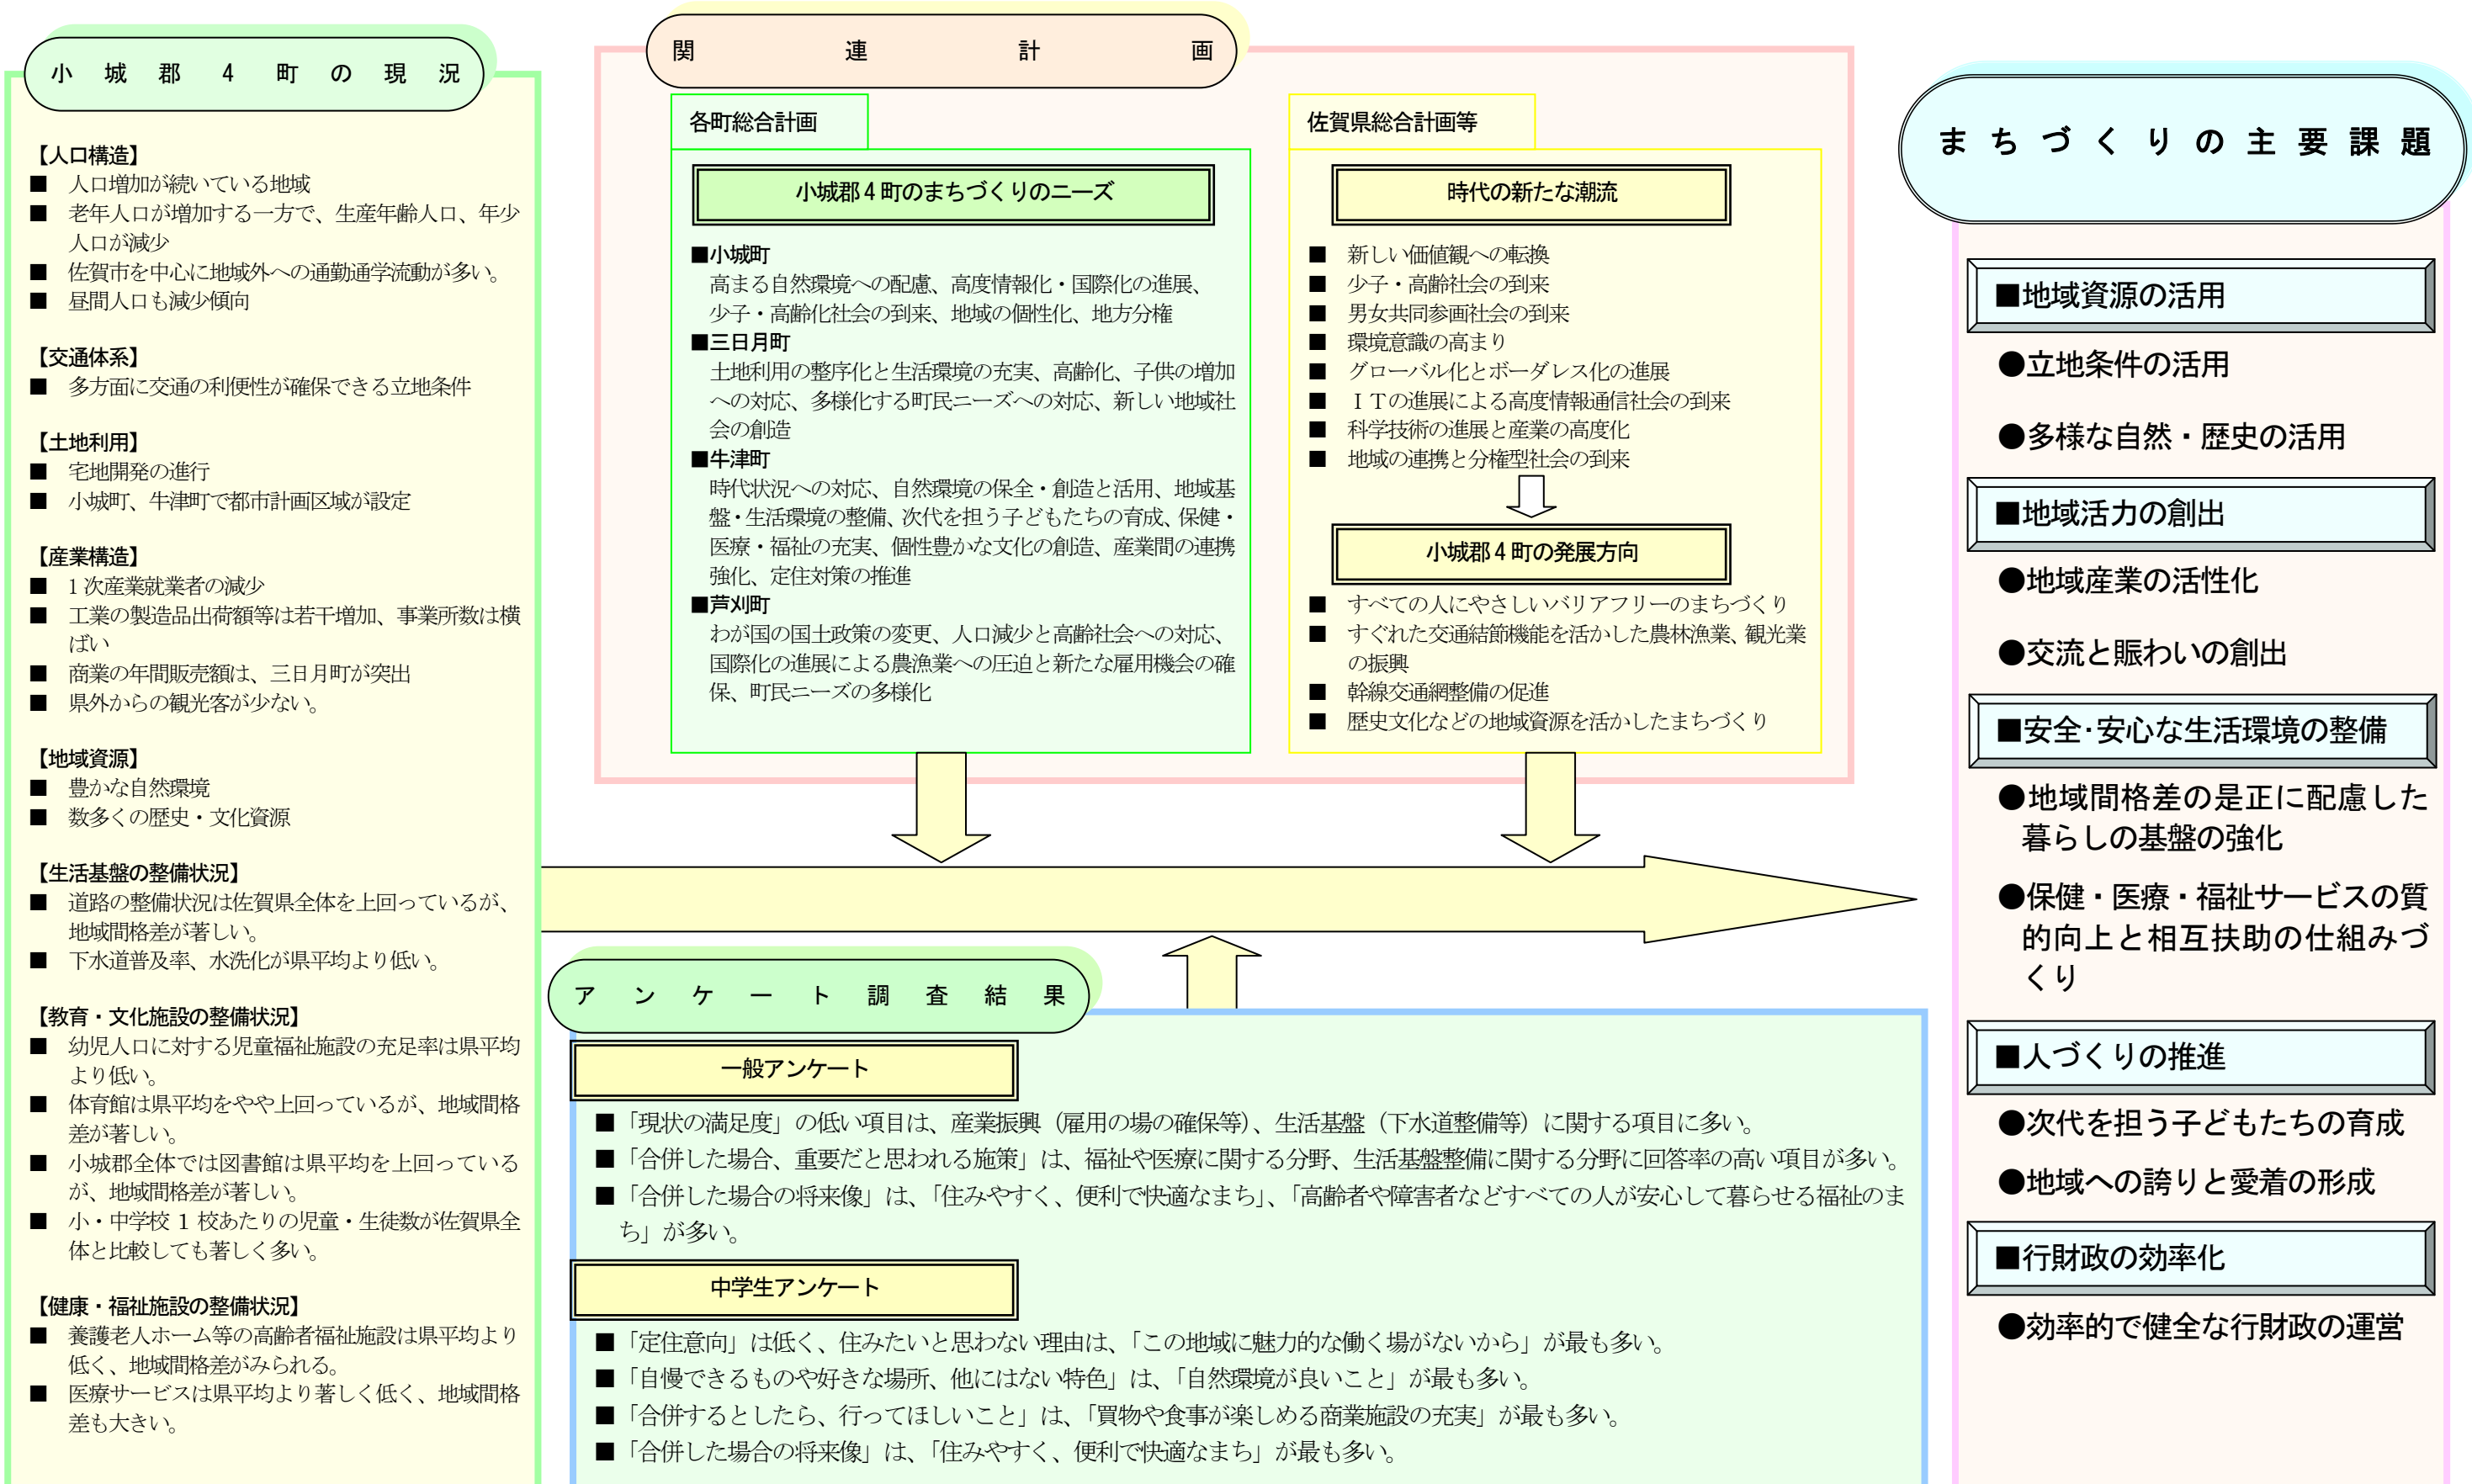 小城郡4町の現況
【人口構造】
■ 人口増加が続いている地域
■ 老年人口が増加する一方で、生産年齢人口、年少
人口が減少
■ 佐賀市を中心に地域外への通勤通学流動が多い。
■ 昼間人口も減少傾向
【交通体系】
■ 多方面に交通の利便性が確保できる立地条件
【土地利用】
■ 宅地開発の進行
■ 小城町、牛津町で都市計画区域が設定
【産業構造】
■ 1次産業就業者の減少
■ 工業の製造品出荷額等は若干増加、事業所数は横
ばい
■ 商業の年間販売額は、三日月町が突出
■ 県外からの観光客が少ない。
【地域資源】
■ 豊かな自然環境
■ 数多くの歴史・文化資源
【生活基盤の整備状況】
■ 道路の整備状況は佐賀県全体を上回っているが、
地域間格差が著しい。
■ 下水道普及率、水洗化が県平均より低い。
【教育・文化施設の整備状況】
■ 幼児人口に対する児童福祉施設の充足率は県平均
より低い。
■ 体育館は県平均をやや上回っているが、地域間格
差が著しい。
■ 小城郡全体では図書館は県平均を上回っている
が、地域間格差が著しい。
■ 小・中学校1校あたりの児童・生徒数が佐賀県全
体と比較しても著しく多い。
【健康・福祉施設の整備状況】
■ 養護老人ホーム等の高齢者福祉施設は県平均より
低く、地域間格差がみられる。
■ 医療サービスは県平均より著しく低く、地域間格
差も大きい。
関連計画
各町総合計画
小城郡4町のまちづくりのニーズ
■小城町
高まる自然環境への配慮、高度情報化・国際化の進展、
少子・高齢化社会の到来、地域の個性化、地方分権
■三日月町
土地利用の整序化と生活環境の充実、高齢化、子供の増加
への対応、多様化する町民ニーズへの対応、新しい地域社
会の創造
■牛津町
時代状況への対応、自然環境の保全・創造と活用、地域基
盤・生活環境の整備、次代を担う子どもたちの育成、保健・
医療・福祉の充実、個性豊かな文化の創造、産業間の連携
強化、定住対策の推進
■芦刈町
わが国の国土政策の変更、人口減少と高齢社会への対応、
国際化の進展による農漁業への圧迫と新たな雇用機会の確
保、町民ニーズの多様化
佐賀県総合計画等
時代の新たな潮流
■ 新しい価値観への転換
■ 少子・高齢社会の到来
■ 男女共同参画社会の到来
■ 環境意識の高まり
■ グローバル化とボーダレス化の進展
■ ITの進展による高度情報通信社会の到来
■ 科学技術の進展と産業の高度化
■ 地域の連携と分権型社会の到来
小城郡4町の発展方向
■ すべての人にやさしいバリアフリーのまちづくり
■ すぐれた交通結節機能を活かした農林漁業、観光業
の振興
■ 幹線交通網整備の促進
■ 歴史文化などの地域資源を活かしたまちづくり
アンケート調査結果
一般アンケート
■「現状の満足度」の低い項目は、産業振興（雇用の場の確保等）、生活基盤（下水道整備等）に関する項目に多い。
■「合併した場合、重要だと思われる施策」は、福祉や医療に関する分野、生活基盤整備に関する分野に回答率の高い項目が多い。
■「合併した場合の将来像」は、「住みやすく、便利で快適なまち」、「高齢者や障害者などすべての人が安心して暮らせる福祉のま
ち」が多い。
中学生アンケート
■「定住意向」は低く、住みたいと思わない理由は、「この地域に魅力的な働く場がないから」が最も多い。
■「自慢できるものや好きな場所、他にはない特色」は、「自然環境が良いこと」が最も多い。
■「合併するとしたら、行ってほしいこと」は、「買物や食事が楽しめる商業施設の充実」が最も多い。
■「合併した場合の将来像」は、「住みやすく、便利で快適なまち」が最も多い。
まちづくりの主要課題
■地域資源の活用
●立地条件の活用
●多様な自然・歴史の活用
■地域活力の創出
●地域産業の活性化
●交流と賑わいの創出
■安全・安心な生活環境の整備
●地域間格差の是正に配慮した
暮らしの基盤の強化
●保健・医療・福祉サービスの質
的向上と相互扶助の仕組みづ
くり
■人づくりの推進
●次代を担う子どもたちの育成
●地域への誇りと愛着の形成
■行財政の効率化
●効率的で健全な行財政の運営